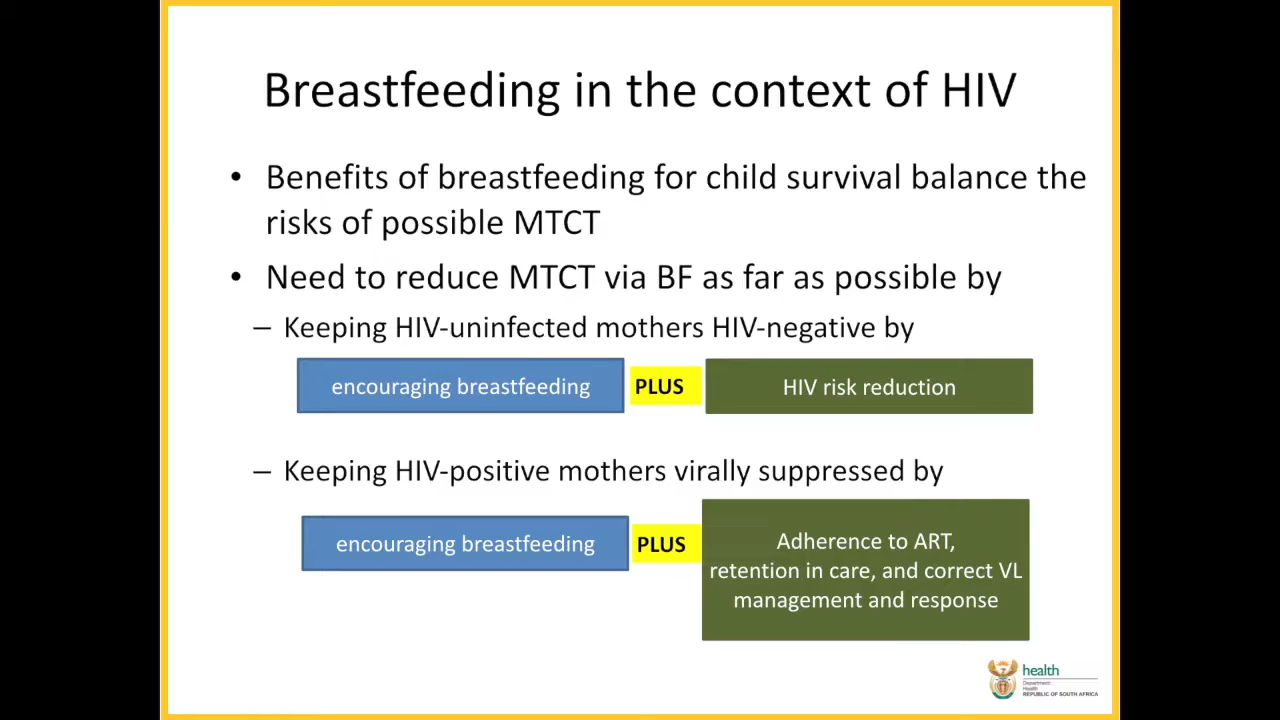 Breastfeeding in the context of HIV
• Benefits of breastfeeding for child survival balance the
risks of possible MTCT
• Need to reduce MTCT via BF as far as possible by
– Keeping HIV-uninfected mothers HIV-negative by
encouraging breastfeeding PLUS HIV risk reduction
– Keeping HIV-positive mothers virally suppressed by
encouraging breastfeeding PLUS Adherence to ART,
retention in care, and correct VL
management and response
health
Department:
Health
REPUBLIC OF SOUTH AFRICA